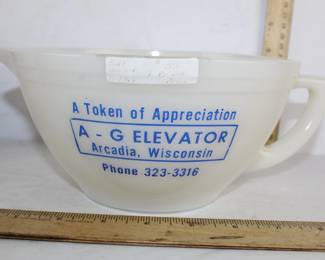 A Token of Appreciation
A - G ELEVATOR
Arcadia, Wisconsin
Phone 323-3316